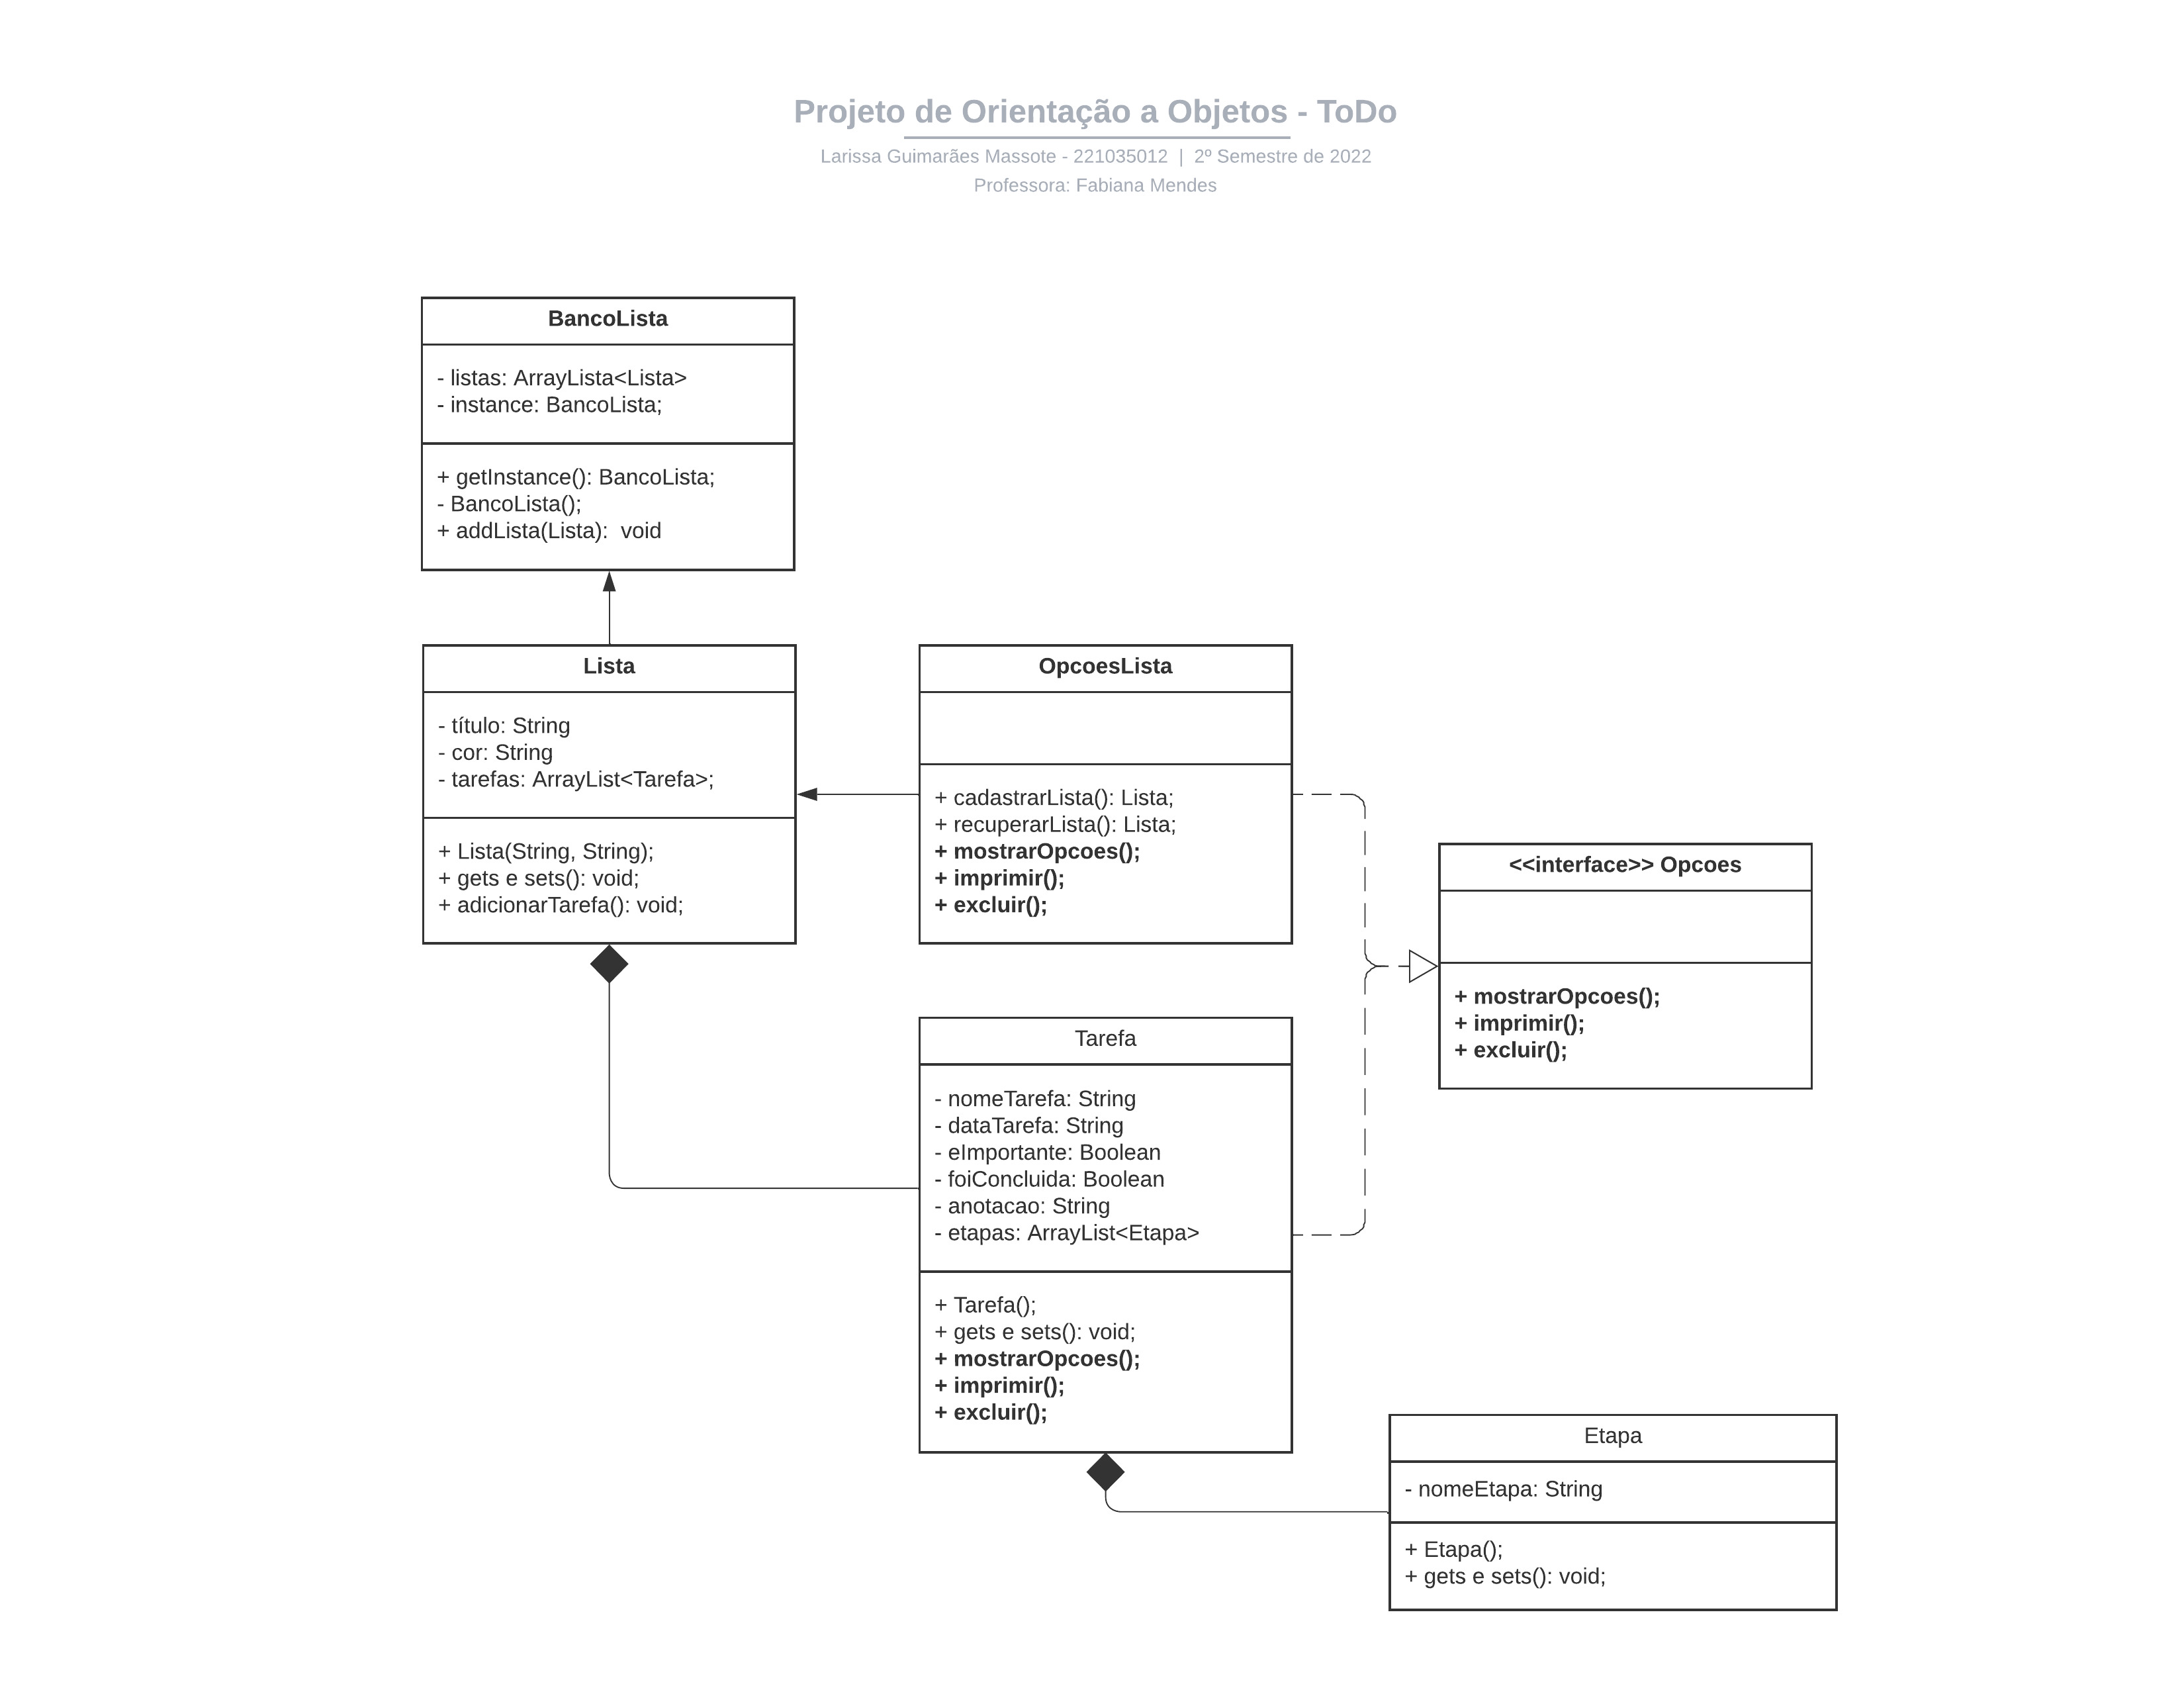 Projeto de Orientação a Objetos - ToDo
Larissa Guimarães Massote - 221035012 | 2º Semestre de 2022
Professora: Fabiana Mendes
BancoLista
- listas: ArrayLista<Lista>
- instance: BancoLista;
+ getInstance(): BancoLista;
- BancoLista();
+ addLista(Lista): void
Lista
- título: String
- cor: String
- tarefas: ArrayList<Tarefa>;
+ Lista(String, String);
+ gets e sets(): void;
+ adicionarTarefa(): void;
OpcoesLista
+ cadastrarLista(): Lista;
+ recuperarLista(): Lista;
+ mostrarOpcoes();
+ imprimir();
+ excluir();
<<interface>> Opcoes
+ mostrarOpcoes();
+ imprimir();
+ excluir();
Tarefa
- nomeTarefa: String
- dataTarefa: String
- eImportante: Boolean
- foiConcluida: Boolean
- anotacao: String
- etapas: ArrayList<Etapa>
+ Tarefa();
+ gets e sets(): void;
+ mostrarOpcoes();
+ imprimir();
+ excluir();
Etapa
- nomeEtapa: String
+ Etapa();
+ gets e sets(): void;